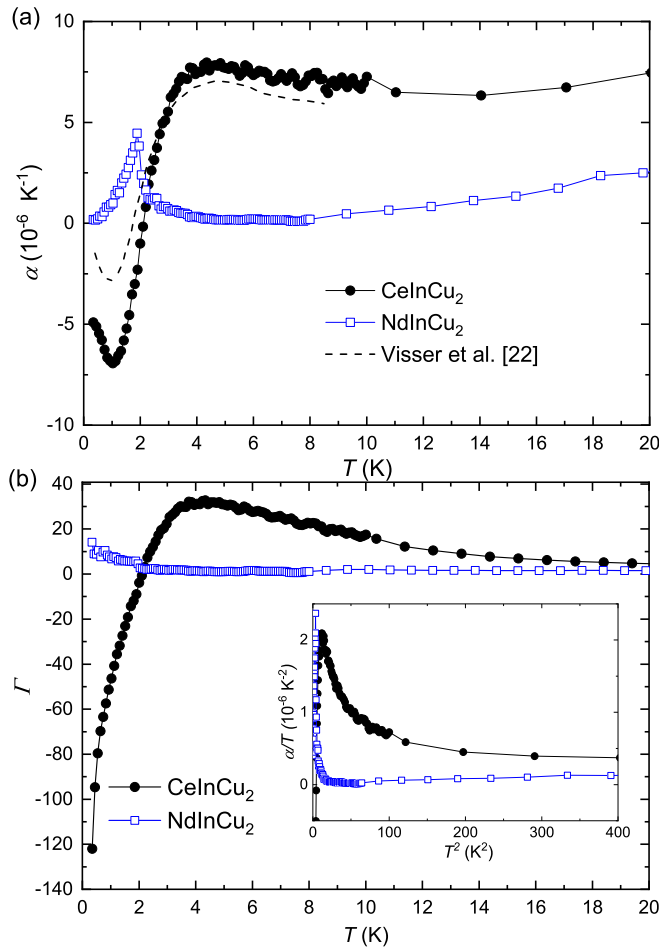 (a)
10
5
0
-5
-10
α (10⁻⁶ K⁻¹)
CeInCu₂
NdInCu₂
Visser et al. [22]
0 2 4 6 8 10 12 14 16 18 20
T (K)
(b)
40
20
0
-20
-40
-60
-80
-100
-120
-140
Γ
CeInCu₂
NdInCu₂
2
1
0
α/T (10⁻⁶ K⁻²)
0 100 200 300 400
T² (K²)
0 2 4 6 8 10 12 14 16 18 20
T (K)